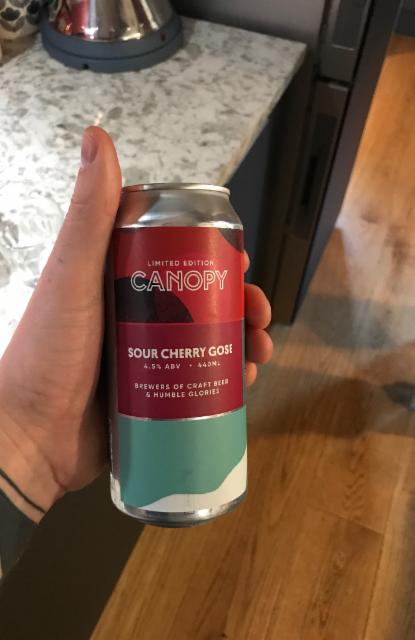 LIMITED EDITION
CANOPY
SOUR CHERRY GOSE
4.5% ABV • 440ML
BREWERS OF CRAFT BEER
& HUMBLE GLORIES